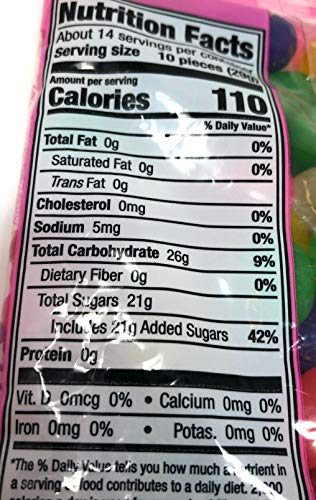 Nutrition Facts
About 14 servings per container
Serving size 10 pieces (29g)
Amount per serving
Calories 110
% Daily Value*
Total Fat 0g 0%
Saturated Fat 0g 0%
Trans Fat 0g
Cholesterol 0mg 0%
Sodium 5mg 0%
Total Carbohydrate 26g 9%
Dietary Fiber 0g 0%
Total Sugars 21g
Includes 21g Added Sugars 42%
Protein 0g
Vit. D 0mcg 0% • Calcium 0mg 0%
Iron 0mg 0% • Potas. 0mg 0%
*The % Daily Value tells you how much a nutrient in
a serving of food contributes to a daily diet. 2,000